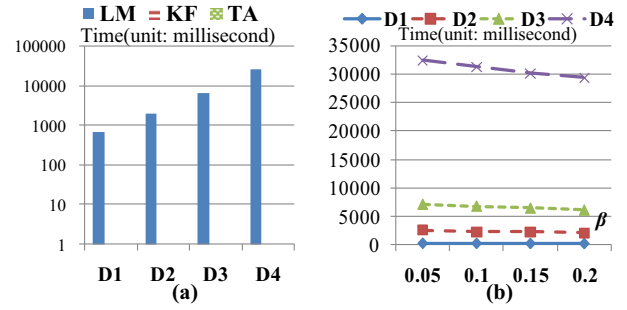 LM KF TA
Time(unit: millisecond)
100000
10000
1000
100
10
1
D1 D2 D3 D4
(a)
D1 D2 D3 D4
Time(unit: millisecond)
35000
30000
25000
20000
15000
10000
5000
0
β
0.05 0.1 0.15 0.2
(b)